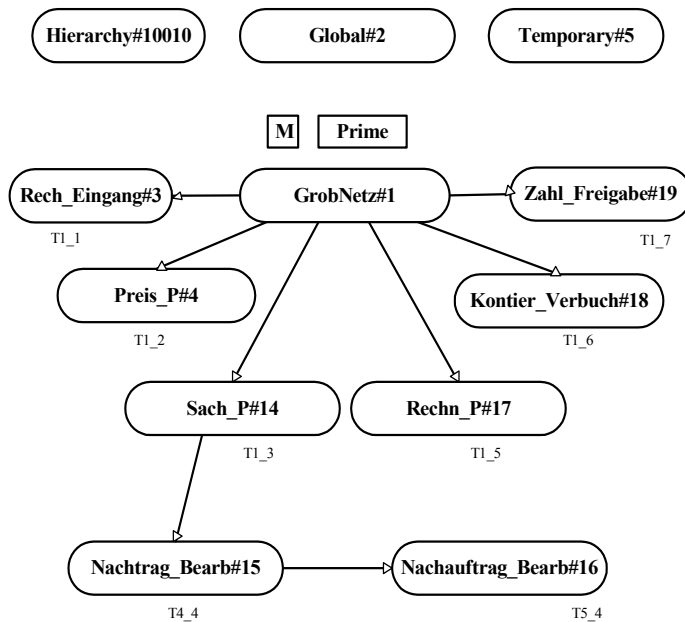 Hierarchy#10010
Global#2
Temporary#5
M
Prime
Rech_Eingang#3
GrobNetz#1
Zahl_Freigabe#19
T1_1
T1_7
Preis_P#4
Kontier_Verbuch#18
T1_2
T1_6
Sach_P#14
Rechn_P#17
T1_3
T1_5
Nachtrag_Bearb#15
Nachauftrag_Bearb#16
T4_4
T5_4